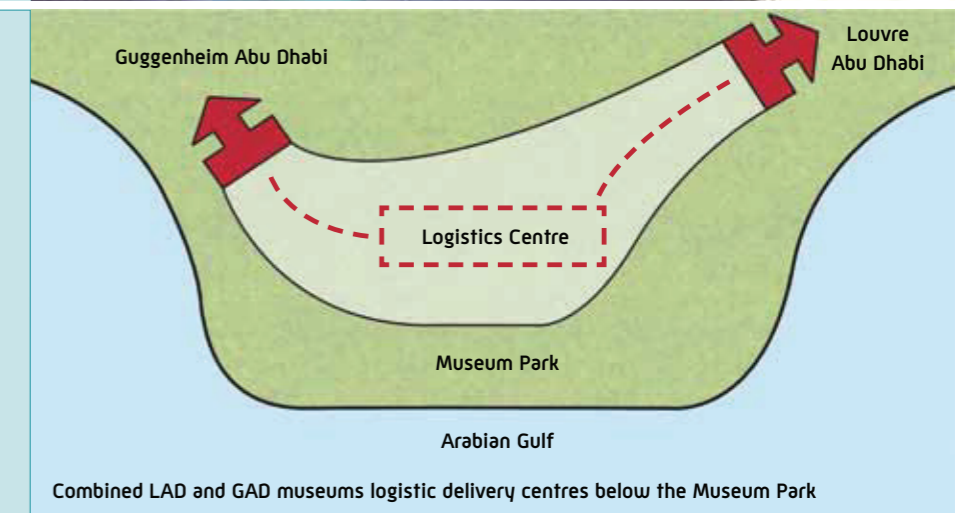 Guggenheim Abu Dhabi
Louvre
Abu Dhabi
Logistics Centre
Museum Park
Arabian Gulf
Combined LAD and GAD museums logistic delivery centres below the Museum Park